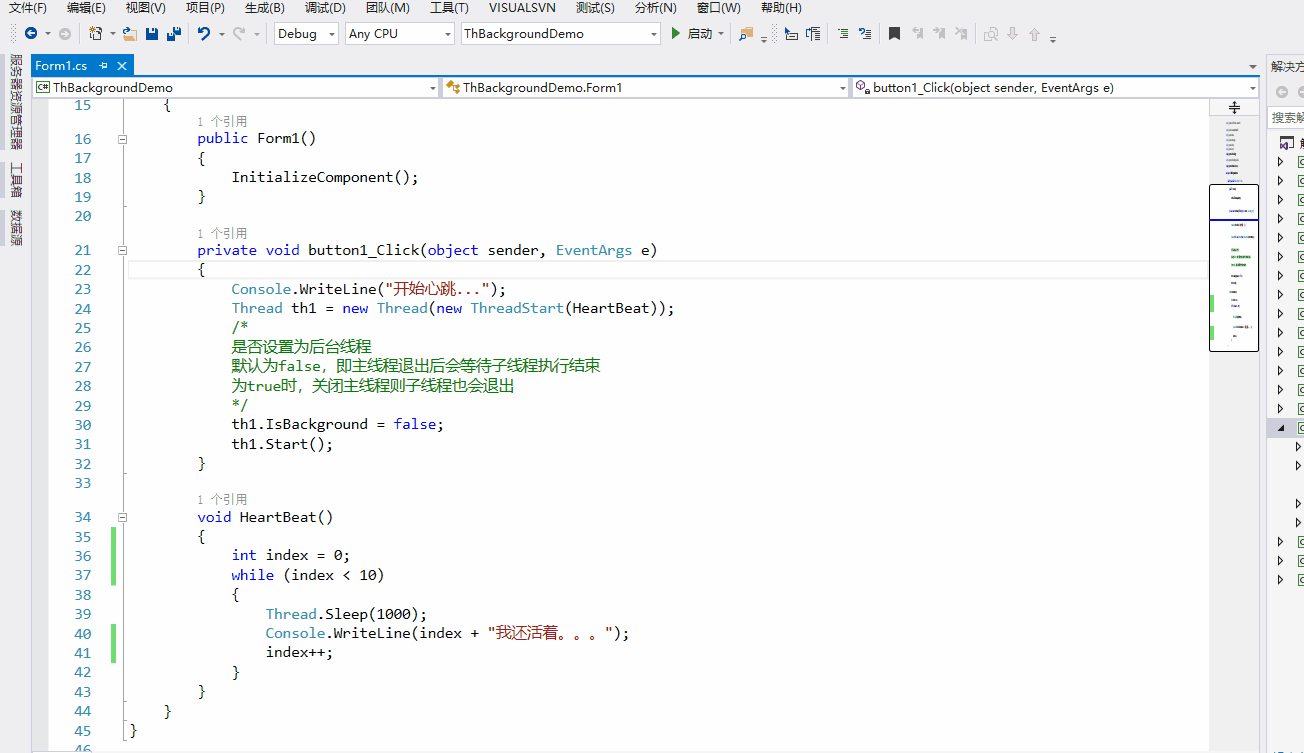 文件(F) 编辑(E) 视图(V) 项目(P) 生成(B) 调试(D) 团队(M) 工具(T) VISUALSVN 测试(S) 分析(N) 窗口(W) 帮助(H)
Debug Any CPU ThBackgroundDemo 启动
服务器资源管理器
工具箱
数据源
Form1.cs
解决方
ThBackgroundDemo ThBackgroundDemo.Form1 button1_Click(object sender, EventArgs e)
搜索解
15 {
1 个引用
16 public Form1()
17 {
18 InitializeComponent();
19 }
20
1 个引用
21 private void button1_Click(object sender, EventArgs e)
22 {
23 Console.WriteLine("开始心跳...");
24 Thread th1 = new Thread(new ThreadStart(HeartBeat));
25 /*
26 是否设置为后台线程
27 默认为false，即主线程退出后会等待子线程执行结束
28 为true时，关闭主线程则子线程也会退出
29 */
30 th1.IsBackground = false;
31 th1.Start();
32 }
33
1 个引用
34 void HeartBeat()
35 {
36 int index = 0;
37 while (index < 10)
38 {
39 Thread.Sleep(1000);
40 Console.WriteLine(index + "我还活着。。。");
41 index++;
42 }
43 }
44 }
45 }
46